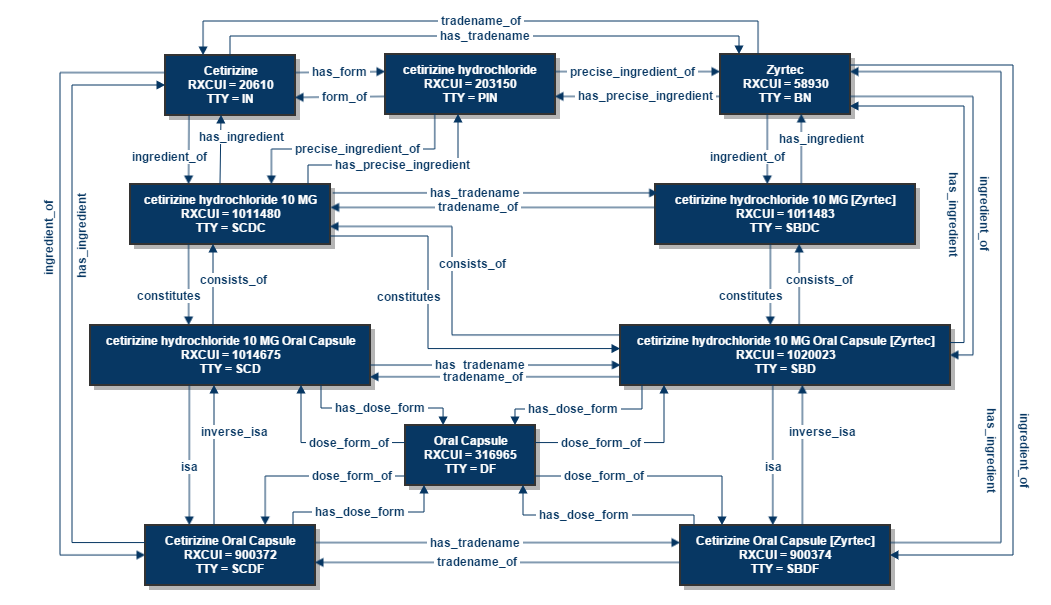 tradename_of
has_tradename
Cetirizine
RXCUI = 20610
TTY = IN
has_form
form_of
cetirizine hydrochloride
RXCUI = 203150
TTY = PIN
precise_ingredient_of
has_precise_ingredient
Zyrtec
RXCUI = 58930
TTY = BN
has_ingredient
ingredient_of
precise_ingredient_of
has_precise_ingredient
has_ingredient
ingredient_of
cetirizine hydrochloride 10 MG
RXCUI = 1011480
TTY = SCDC
has_tradename
tradename_of
cetirizine hydrochloride 10 MG [Zyrtec]
RXCUI = 1011483
TTY = SBDC
ingredient_of
has_ingredient
has_ingredient
ingredient_of
consists_of
constitutes
consists_of
constitutes
consists_of
constitutes
cetirizine hydrochloride 10 MG Oral Capsule
RXCUI = 1014675
TTY = SCD
has tradename
tradename_of
cetirizine hydrochloride 10 MG Oral Capsule [Zyrtec]
RXCUI = 1020023
TTY = SBD
has_dose_form
has_dose_form
inverse_isa
isa
dose_form_of
Oral Capsule
RXCUI = 316965
TTY = DF
dose_form_of
inverse_isa
isa
has_ingredient
ingredient_of
dose_form_of
dose_form_of
has_dose_form
has_dose_form
Cetirizine Oral Capsule
RXCUI = 900372
TTY = SCDF
has_tradename
tradename_of
Cetirizine Oral Capsule [Zyrtec]
RXCUI = 900374
TTY = SBDF